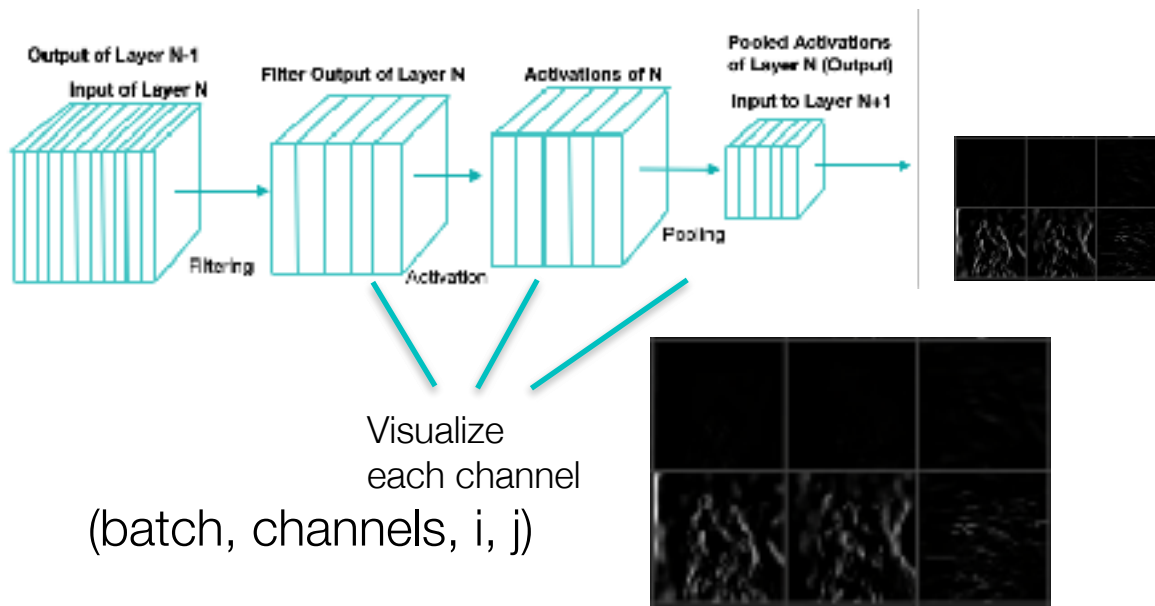 Output of Layer N-1
Input of Layer N
Filter Output of Layer N
Activations of N
Pooled Activations
of Layer N (Output)
Input to Layer N+1
Filtering
Activation
Pooling
Visualize
each channel
(batch, channels, i, j)